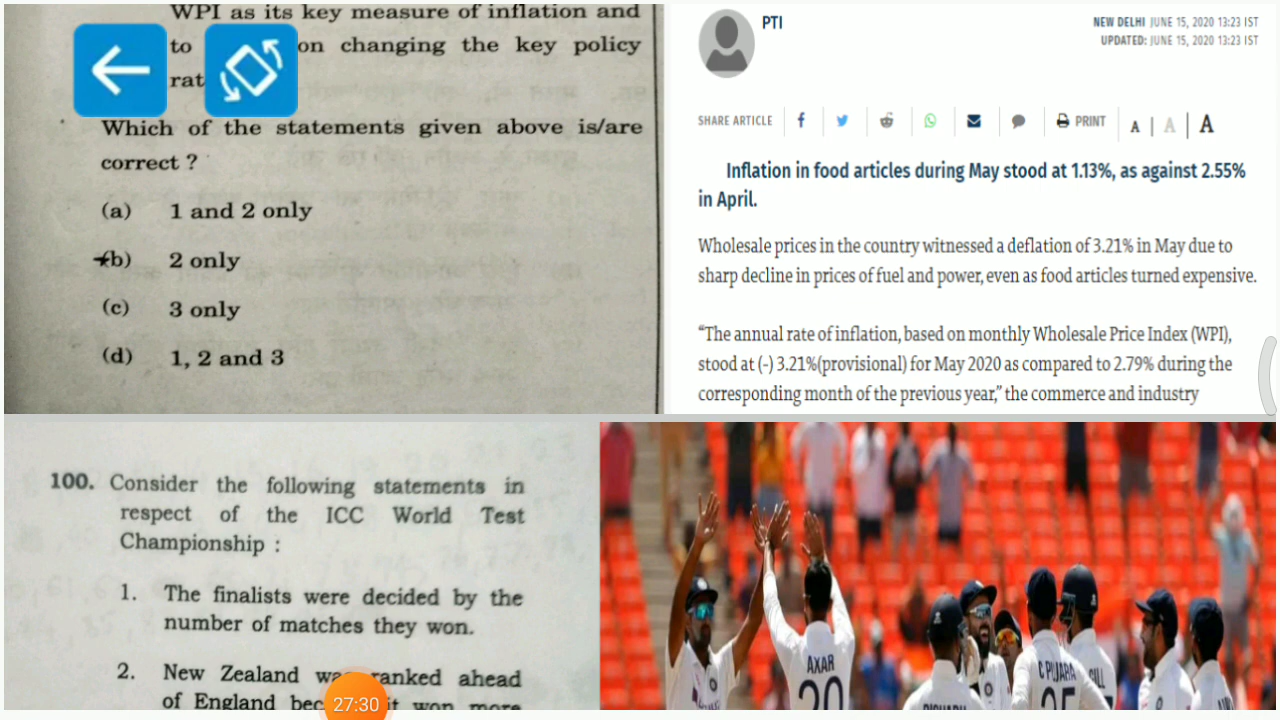 WPI as its key measure of inflation and
to on changing the key policy
rat
Which of the statements given above is/are
correct ?
(a) 1 and 2 only
(b) 2 only
(c) 3 only
(d) 1, 2 and 3
PTI
NEW DELHI JUNE 15, 2020 13:23 IST
UPDATED: JUNE 15, 2020 13:23 IST
SHARE ARTICLE
PRINT
A | A | A
Inflation in food articles during May stood at 1.13%, as against 2.55%
in April.
Wholesale prices in the country witnessed a deflation of 3.21% in May due to
sharp decline in prices of fuel and power, even as food articles turned expensive.
“The annual rate of inflation, based on monthly Wholesale Price Index (WPI),
stood at (-) 3.21%(provisional) for May 2020 as compared to 2.79% during the
corresponding month of the previous year,” the commerce and industry
100. Consider the following statements in
respect of the ICC World Test
Championship :
1. The finalists were decided by the
number of matches they won.
2. New Zealand was ranked ahead
of England bec it won more
27:30
AXAR
20
C PUJARA
25
GILL